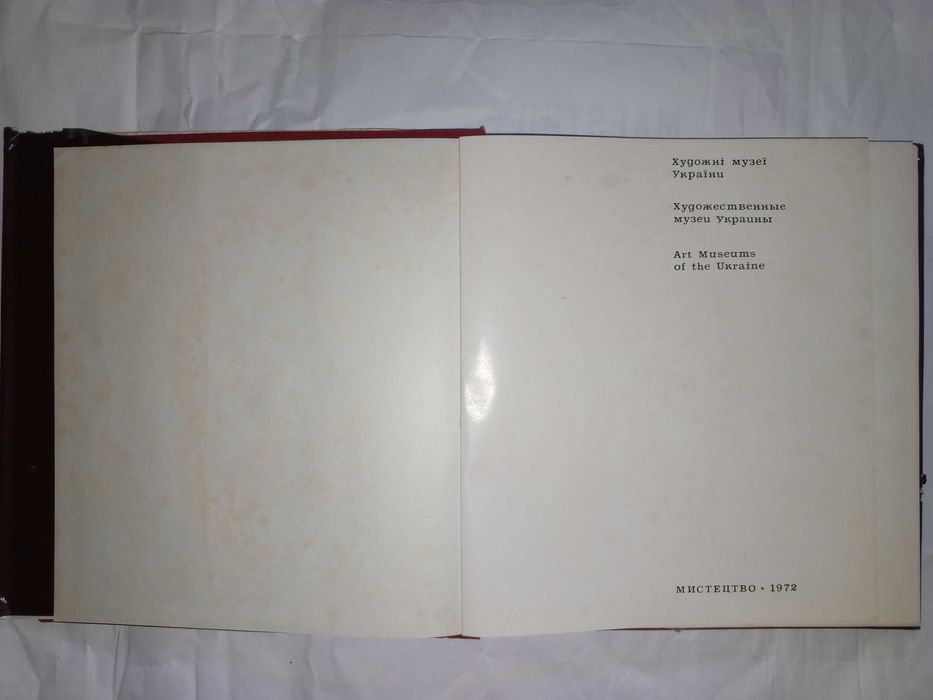 Художні музеї
України
Художественные
музеи Украины
Art Museums
of the Ukraine
МИСТЕЦТВО • 1972